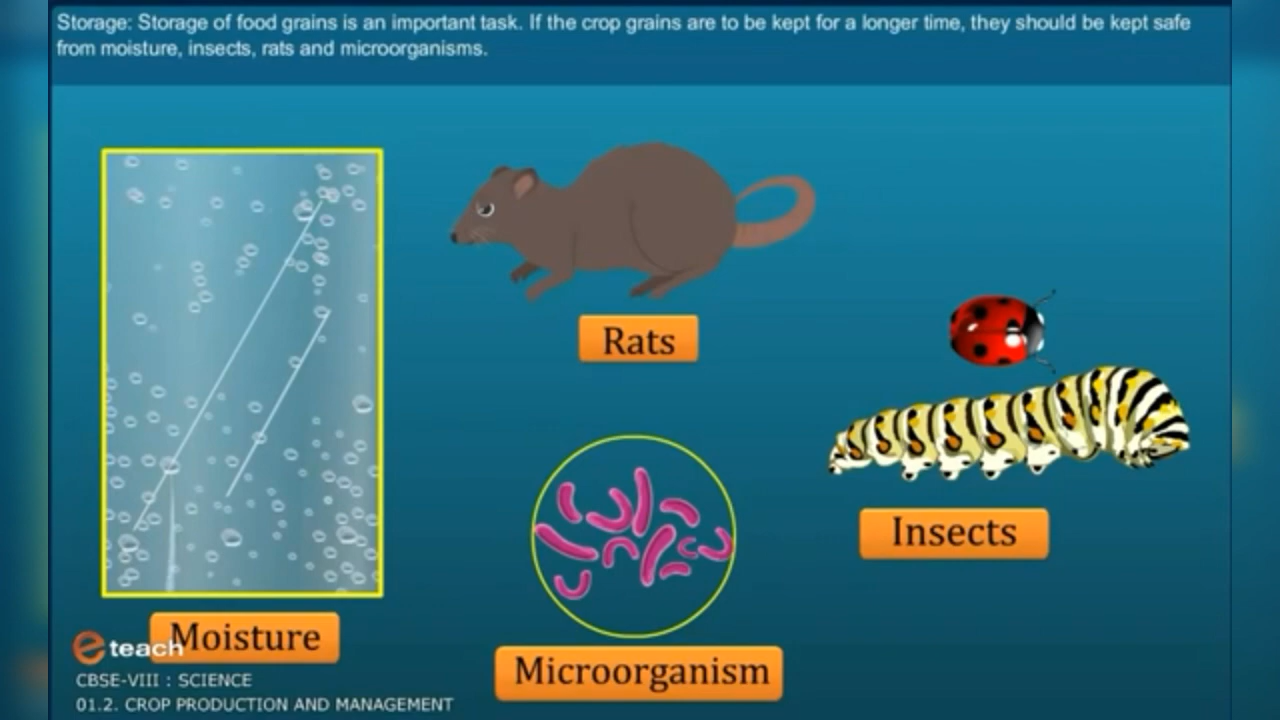 Storage: Storage of food grains is an important task. If the crop grains are to be kept for a longer time, they should be kept safe
from moisture, insects, rats and microorganisms.
Rats
Insects
Moisture
Microorganism
eteach
CBSE-VIII : SCIENCE
01.2. CROP PRODUCTION AND MANAGEMENT